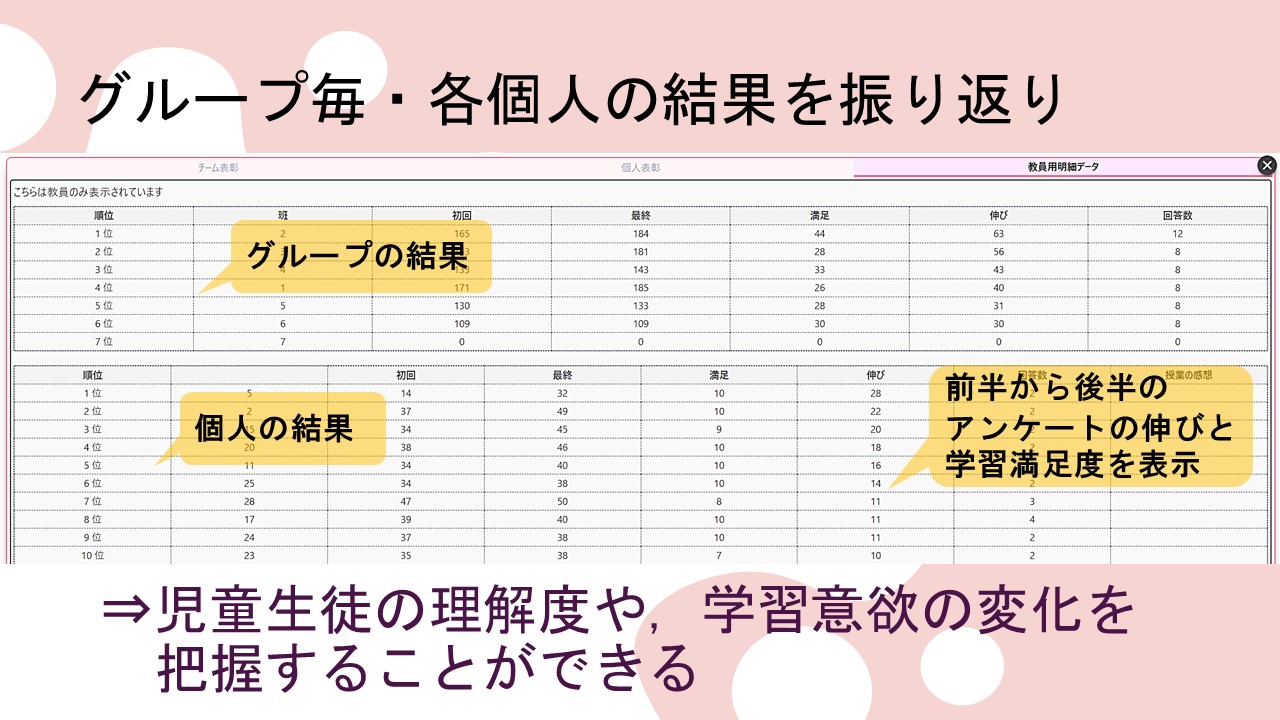 グループ毎・各個人の結果を振り返り
チーム表彰 個人表彰 教員用明細データ
こちらは教員のみ表示されています
順位 班 初回 最終 満足 伸び 回答数
1 位 2 165 184 44 63 12
2 位 181 28 56 8
3 位 4 143 33 43 8
4 位 1 171 185 26 40 8
5 位 5 130 133 28 31 8
6 位 6 109 109 30 30 8
7 位 7 0 0 0 0 0
グループの結果
順位 初回 最終 満足 伸び 回答数 授業の感想
1 位 5 14 32 10 28 2
2 位 2 37 49 10 22 2
3 位 15 34 45 9 20
4 位 20 38 46 10 18
5 位 11 34 40 10 16
6 位 25 34 38 10 14 2
7 位 28 47 50 8 11 3
8 位 17 39 40 10 11 4
9 位 24 37 38 10 11 2
10 位 23 35 38 7 10 2
個人の結果
前半から後半の
アンケートの伸びと
学習満足度を表示
⇒児童生徒の理解度や，学習意欲の変化を
把握することができる